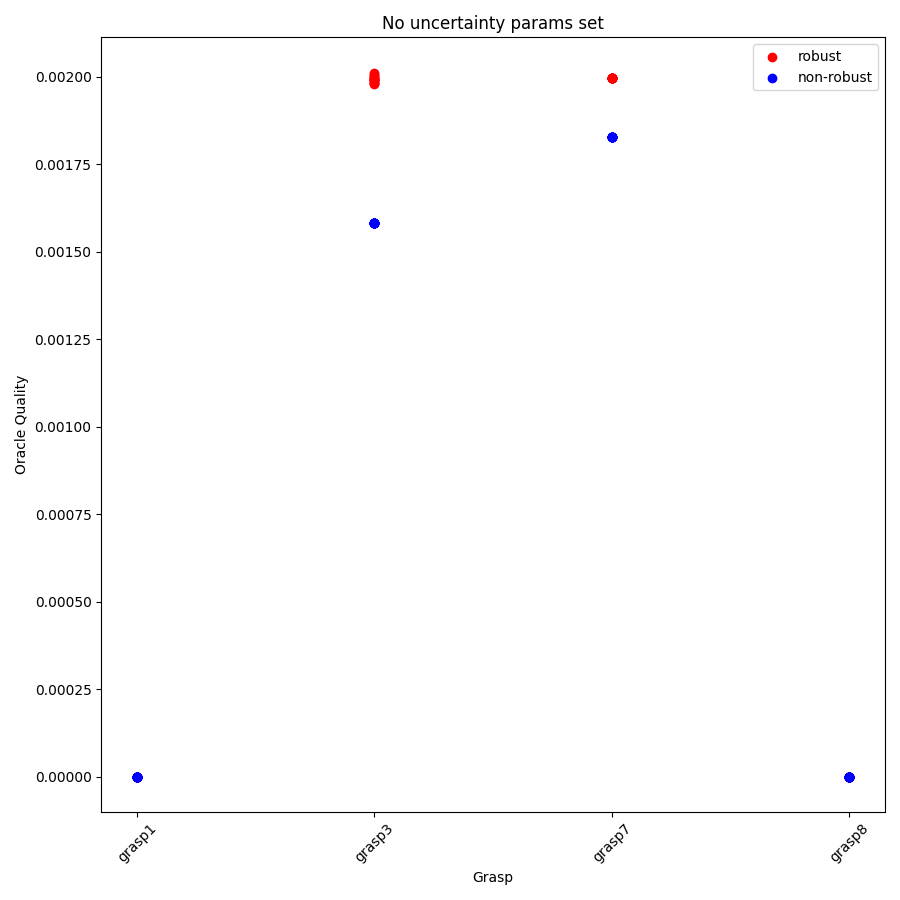 No uncertainty params set
robust
non-robust
0.00200
0.00175
0.00150
0.00125
0.00100
0.00075
0.00050
0.00025
0.00000
Oracle Quality
grasp1
grasp3
grasp7
grasp8
Grasp